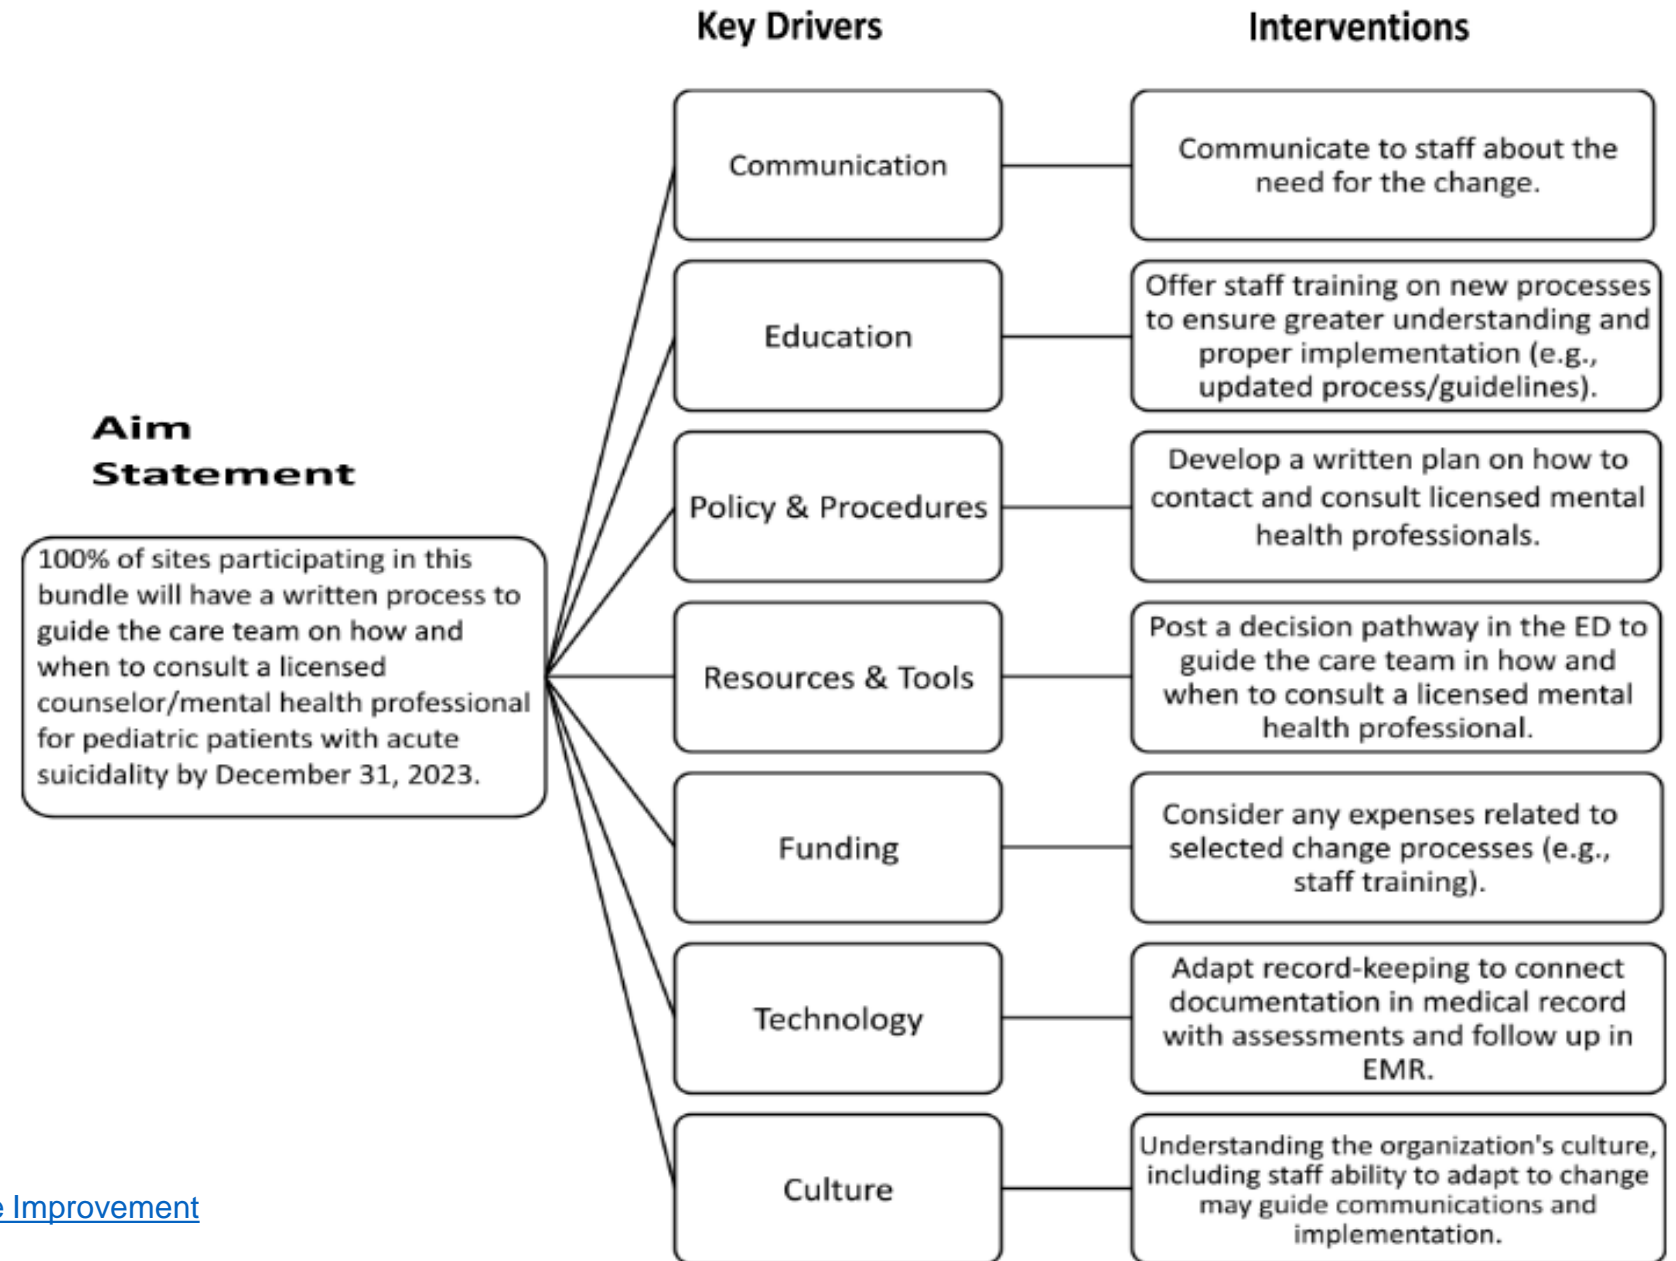 Key Drivers
Interventions
Communication
Communicate to staff about the
need for the change.
Education
Offer staff training on new processes
to ensure greater understanding and
proper implementation (e.g.,
updated process/guidelines).
Aim
Statement
100% of sites participating in this
bundle will have a written process to
guide the care team on how and
when to consult a licensed
counselor/mental health professional
for pediatric patients with acute
suicidality by December 31, 2023.
Policy & Procedures
Develop a written plan on how to
contact and consult licensed mental
health professionals.
Resources & Tools
Post a decision pathway in the ED to
guide the care team in how and
when to consult a licensed mental
health professional.
Funding
Consider any expenses related to
selected change processes (e.g.,
staff training).
Technology
Adapt record-keeping to connect
documentation in medical record
with assessments and follow up in
EMR.
Culture
Understanding the organization's culture,
including staff ability to adapt to change
may guide communications and
implementation.
Improvement